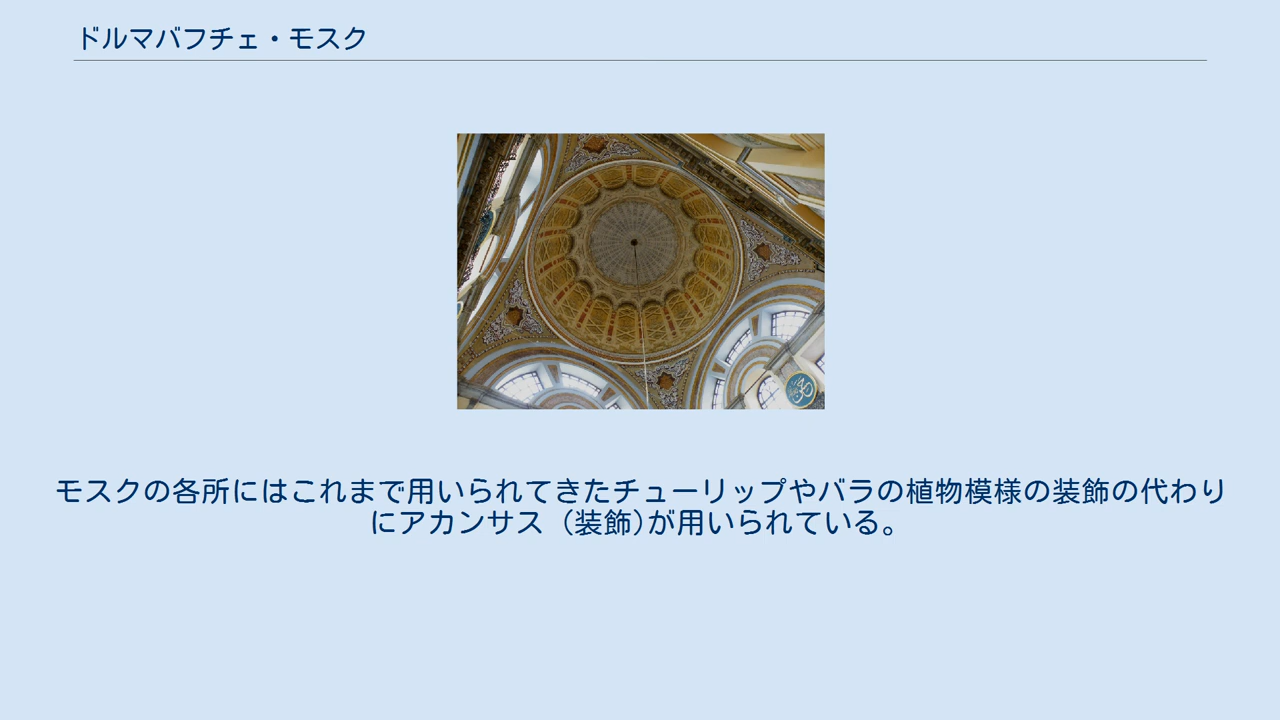 ドルマバフチェ・モスク
モスクの各所にはこれまで用いられてきたチューリップやバラの植物模様の装飾の代わり
にアカンサス (装飾)が用いられている。